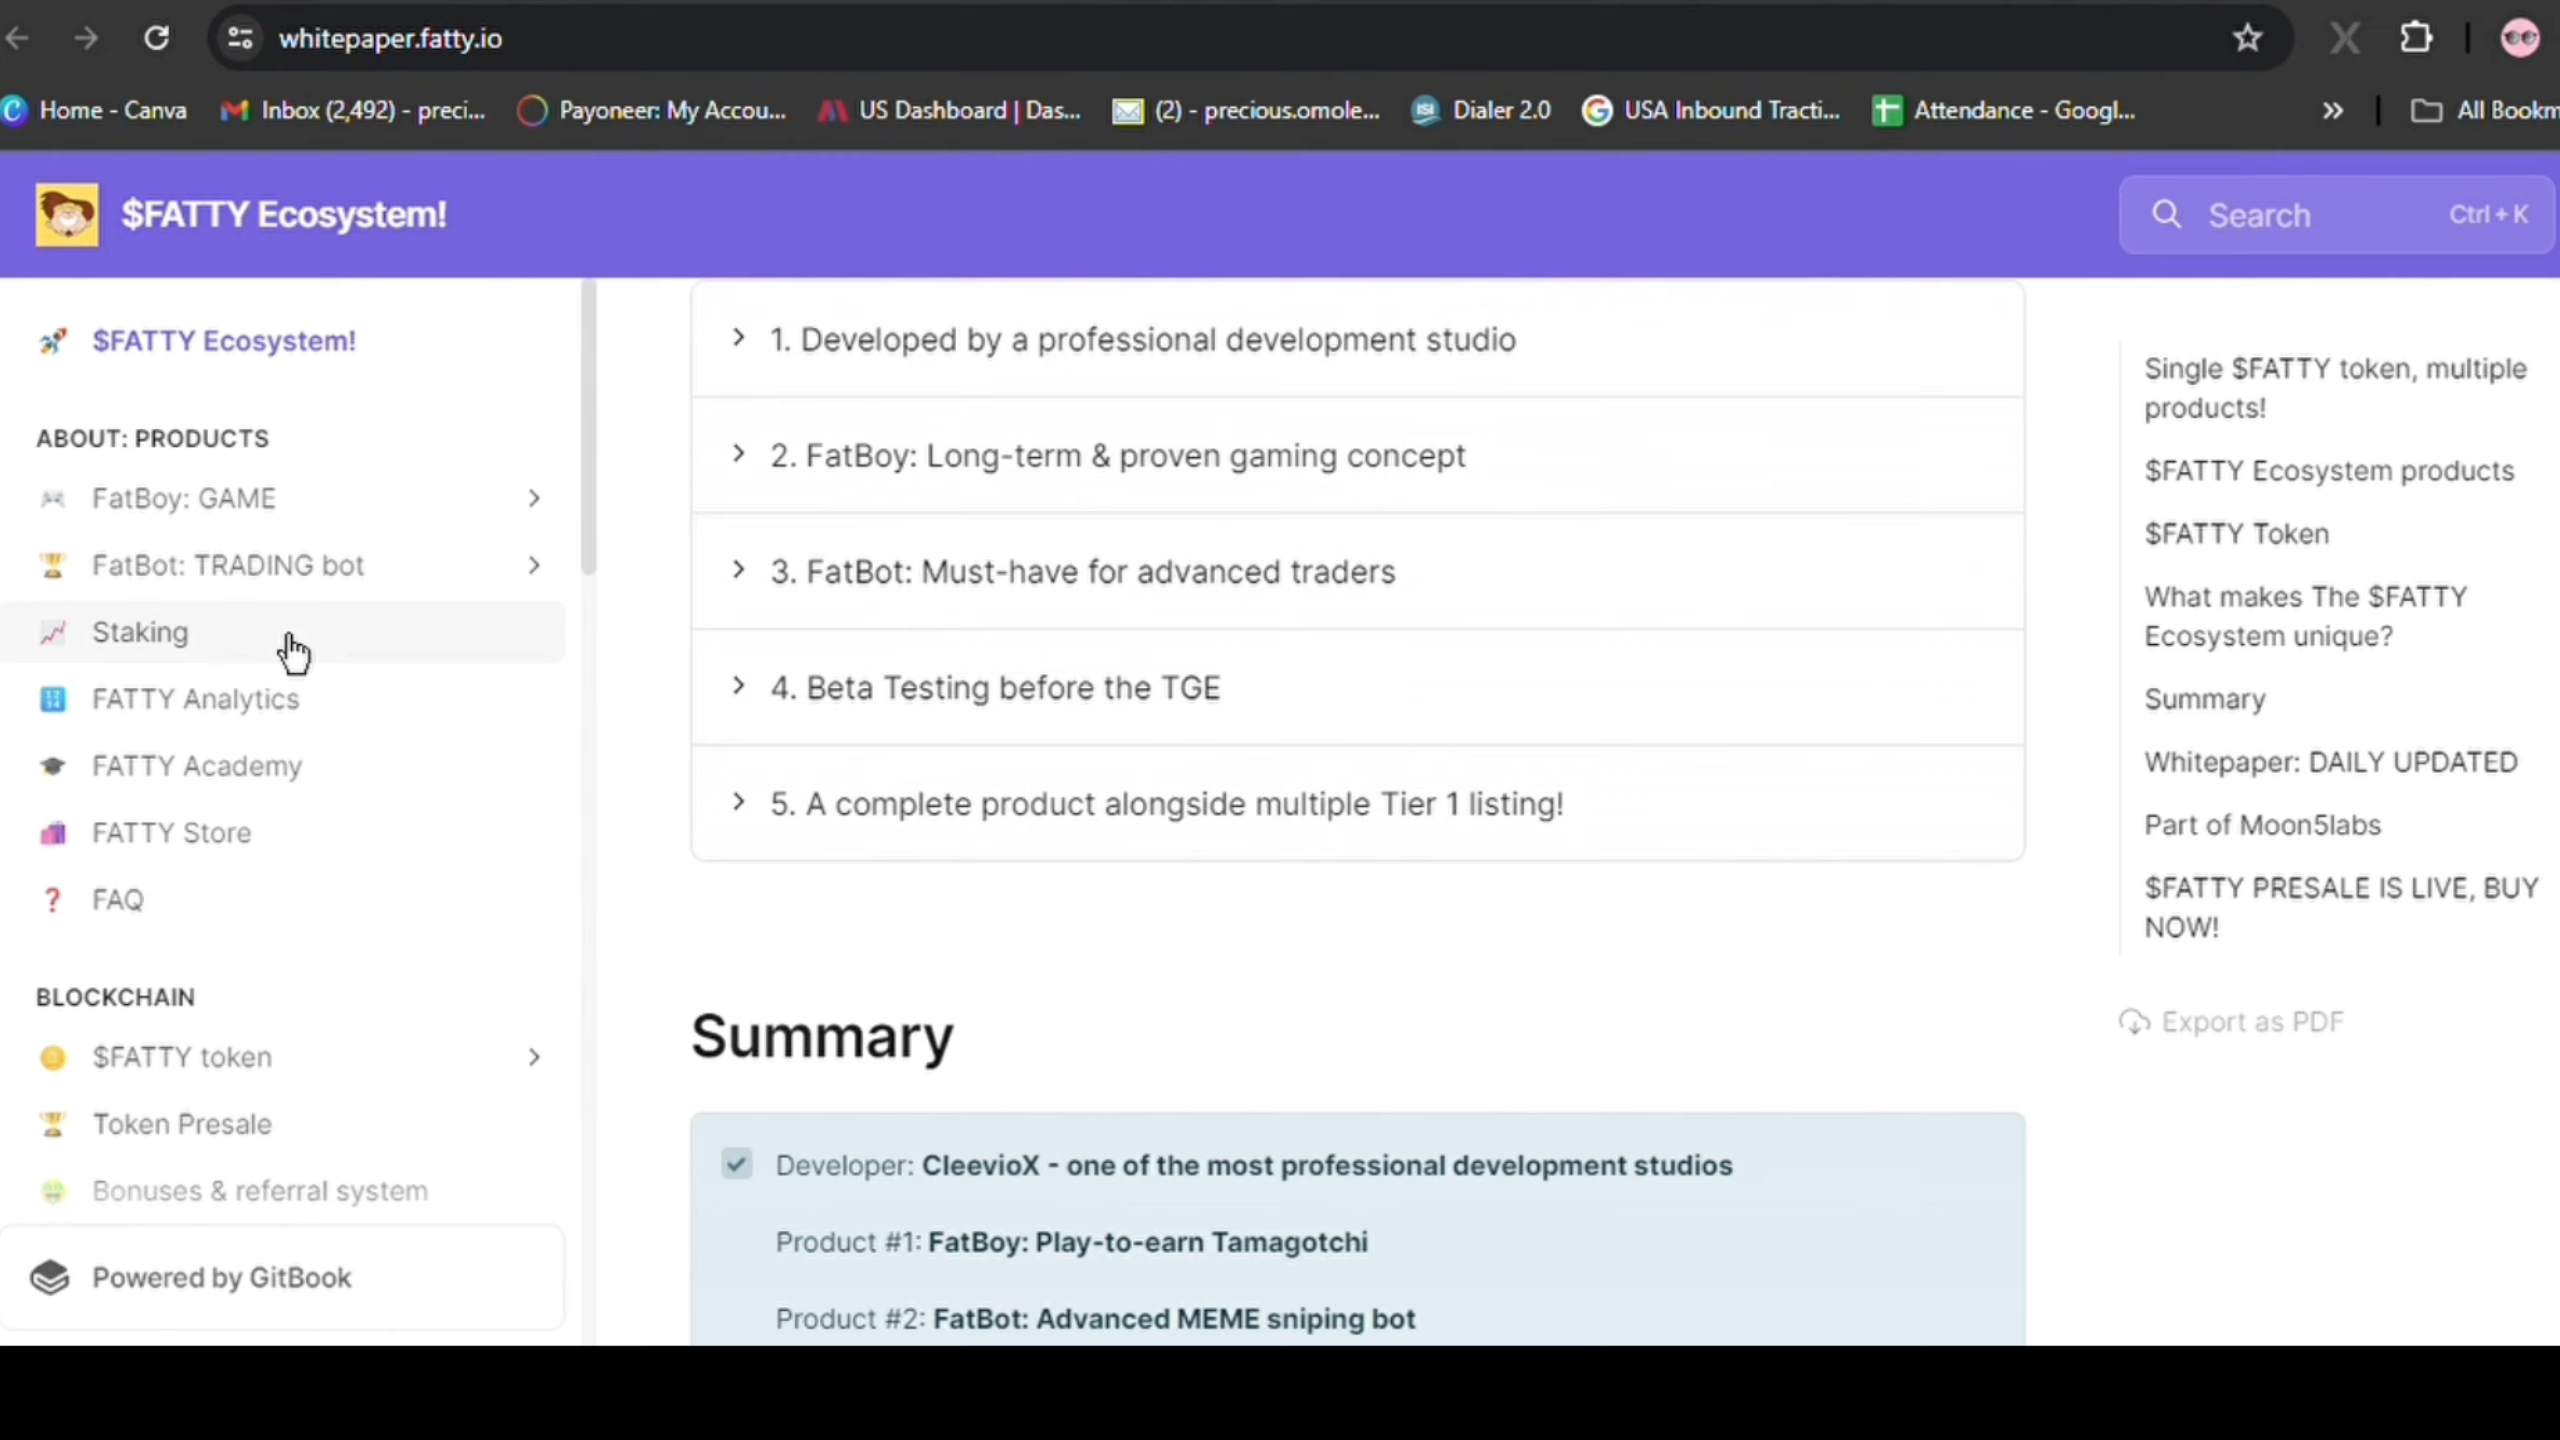 whitepaper.fatty.io
Home - Canva
Inbox (2,492) - preci...
Payoneer: My Accou...
US Dashboard | Das...
(2) - precious.omole...
Dialer 2.0
USA Inbound Tracti...
Attendance - Googl...
All Bookm
$FATTY Ecosystem!
Search
Ctrl + K
$FATTY Ecosystem!
ABOUT: PRODUCTS
FatBoy: GAME
FatBot: TRADING bot
Staking
FATTY Analytics
FATTY Academy
FATTY Store
FAQ
BLOCKCHAIN
$FATTY token
Token Presale
Bonuses & referral system
Powered by GitBook
1. Developed by a professional development studio
2. FatBoy: Long-term & proven gaming concept
3. FatBot: Must-have for advanced traders
4. Beta Testing before the TGE
5. A complete product alongside multiple Tier 1 listing!
Summary
Developer: CleevioX - one of the most professional development studios
Product #1: FatBoy: Play-to-earn Tamagotchi
Product #2: FatBot: Advanced MEME sniping bot
Single $FATTY token, multiple
products!
$FATTY Ecosystem products
$FATTY Token
What makes The $FATTY
Ecosystem unique?
Summary
Whitepaper: DAILY UPDATED
Part of Moon5labs
$FATTY PRESALE IS LIVE, BUY
NOW!
Export as PDF